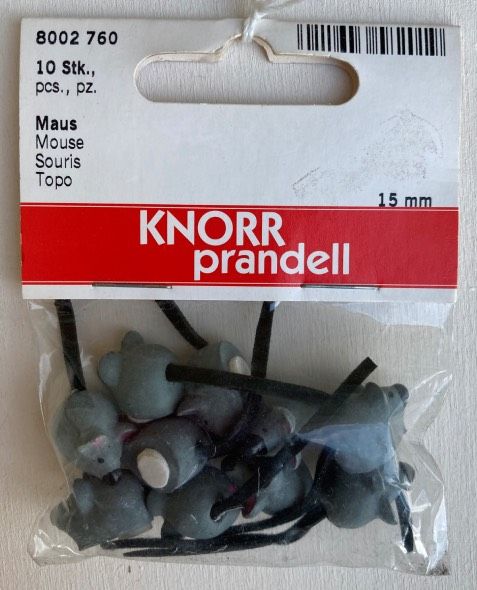 8002 760
10 Stk.,
pcs., pz.
Maus
Mouse
Souris
Topo
15 mm
KNORR
prandell